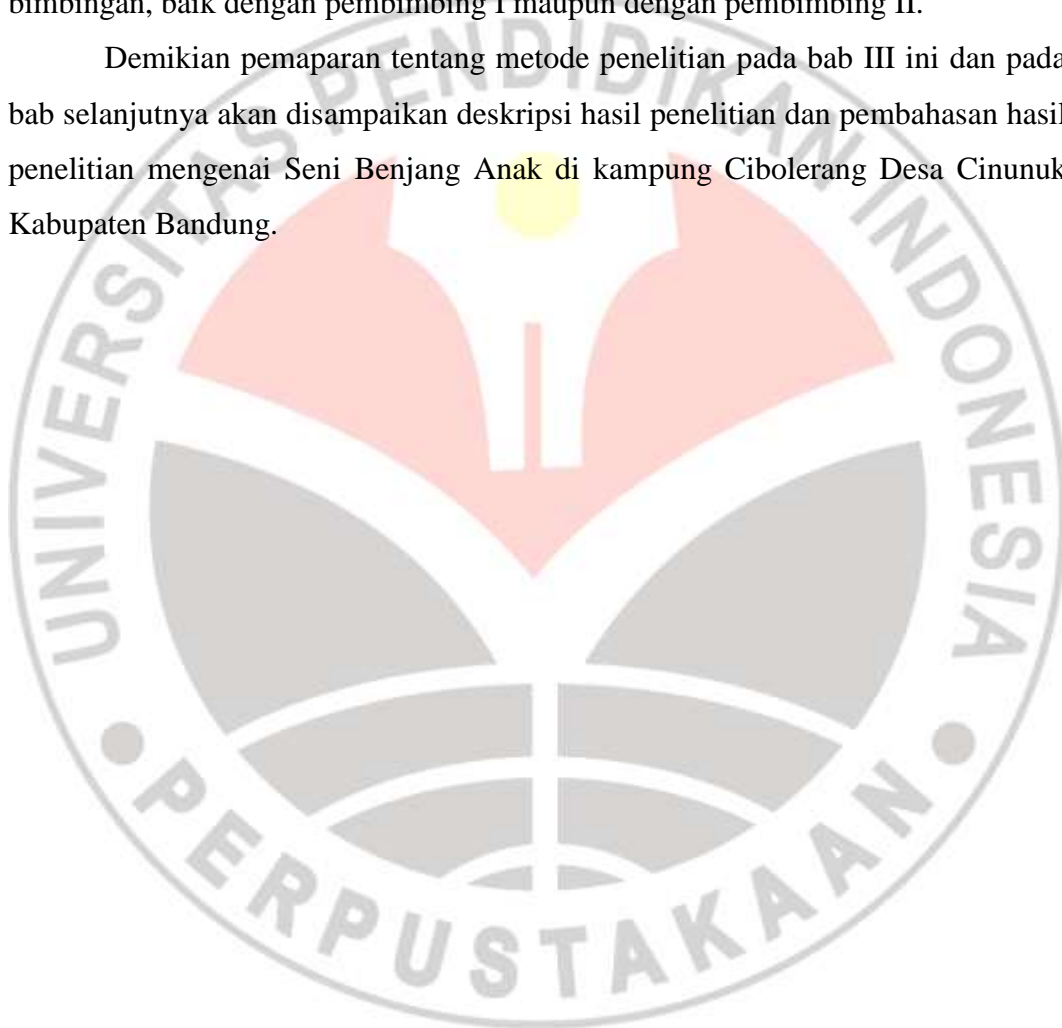 bimbingan, baik dengan pembimbing I maupun dengan pembimbing II.
Demikian pemaparan tentang metode penelitian pada bab III ini dan pada
bab selanjutnya akan disampaikan deskripsi hasil penelitian dan pembahasan hasil
penelitian mengenai Seni Benjang Anak di kampung Cibolerang Desa Cinunuk
Kabupaten Bandung.
UNIVERSITAS PENDIDIKAN INDONESIA
PERPUSTAKAAN